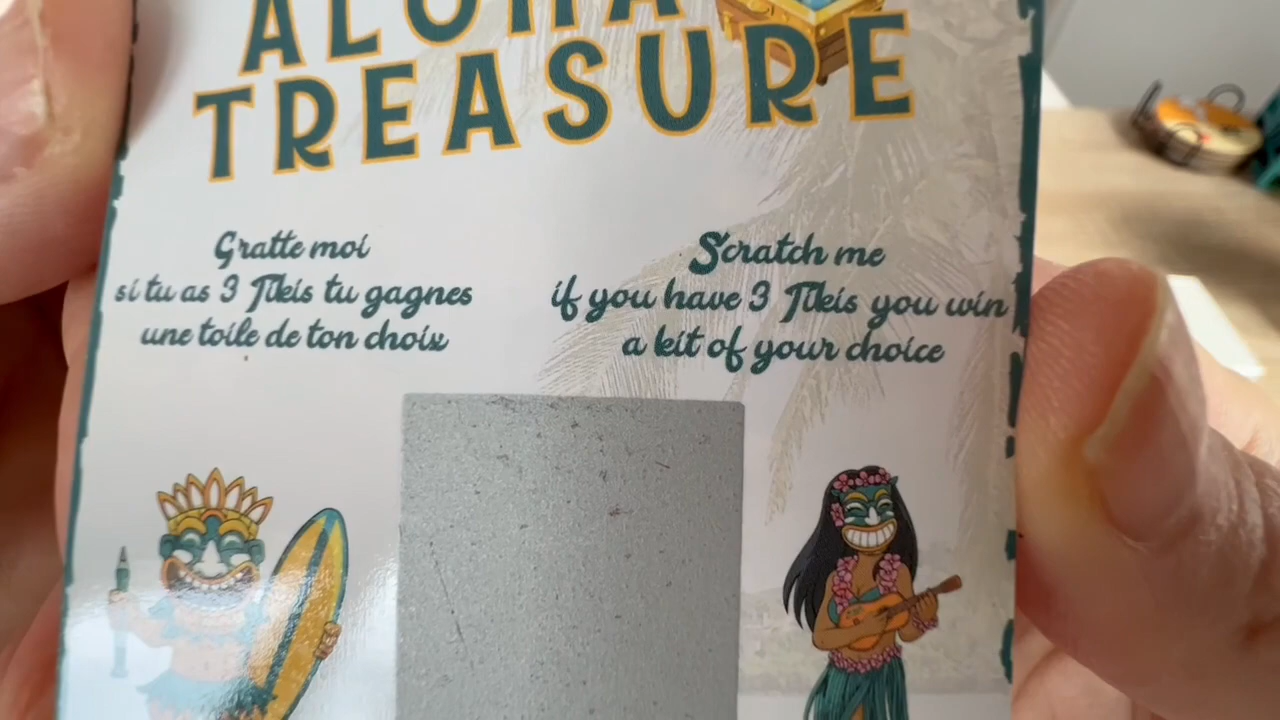 ALOHA
TREASURE
Gratte moi
si tu as 3 Tikis tu gagnes
une toile de ton choix
Scratch me
if you have 3 Tikis you win
a kit of your choice